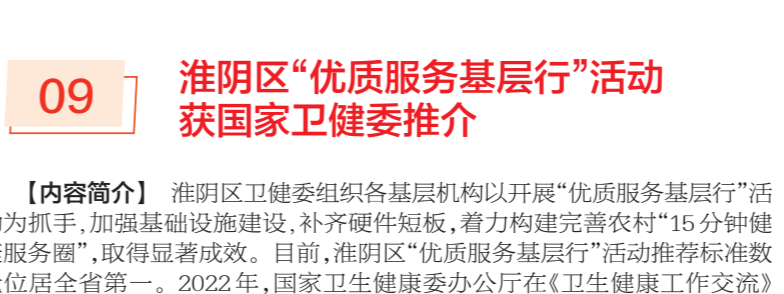 09
淮阴区“优质服务基层行”活动
获国家卫健委推介
【内容简介】 淮阴区卫健委组织各基层机构以开展“优质服务基层行”活
为抓手,加强基础设施建设,补齐硬件短板,着力构建完善农村“15分钟健
服务圈”,取得显著成效。目前,淮阴区“优质服务基层行”活动推荐标准数
位居全省第一。2022年,国家卫生健康委办公厅在《卫生健康工作交流》